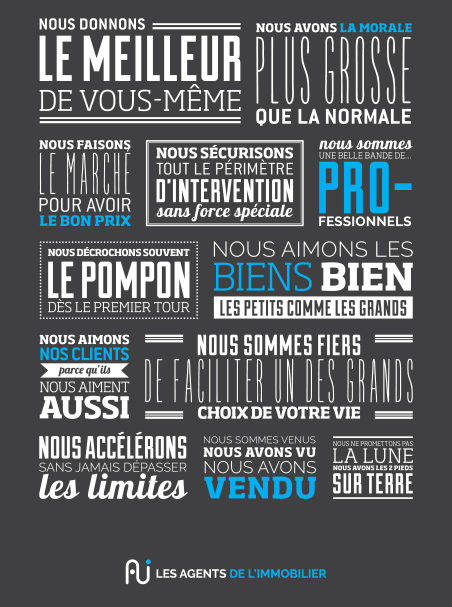 NOUS DONNONS
LE MEILLEUR
DE VOUS-MÊME
NOUS AVONS LA MORALE
PLUS GROSSE
QUE LA NORMALE
NOUS FAISONS
LE MARCHÉ
POUR AVOIR
LE BON PRIX
NOUS SÉCURISONS
TOUT LE PÉRIMÈTRE
D'INTERVENTION
sans force spéciale
nous sommes
UNE BELLE BANDE DE...
PRO-
FESSIONNELS
NOUS DÉCROCHONS SOUVENT
LE POMPON
DÈS LE PREMIER TOUR
NOUS AIMONS LES
BIENS BIEN
LES PETITS COMME LES GRANDS
NOUS AIMONS
NOS CLIENTS
parce qu'ils
NOUS AIMENT
AUSSI
NOUS SOMMES FIERS
DE FACILITER UN DES GRANDS
CHOIX DE VOTRE VIE
NOUS ACCÉLÉRONS
SANS JAMAIS DÉPASSER
les limites
NOUS SOMMES VENUS
NOUS AVONS VU
NOUS AVONS
VENDU
NOUS NE PROMETTONS PAS
LA LUNE
NOUS AVONS LES 2 PIEDS
SUR TERRE
LES AGENTS DE L'IMMOBILIER